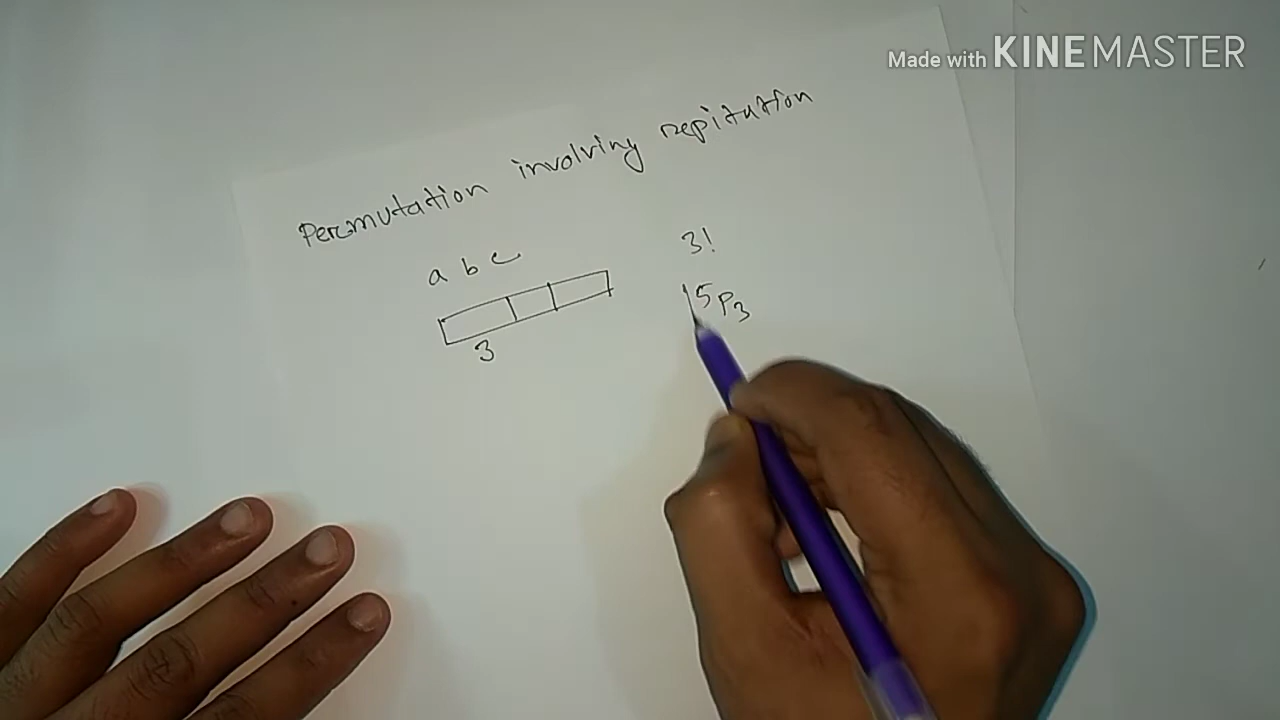 Made with KINEMASTER
Permutation involving repitation
a b c
3!
5P3
3